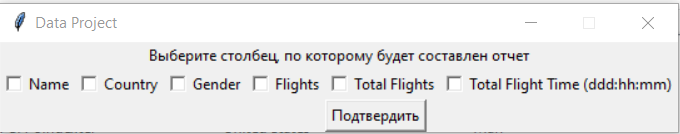 Data Project
Выберите столбец, по которому будет составлен отчет
Name Country Gender Flights Total Flights Total Flight Time (ddd:hh:mm)
Подтвердить